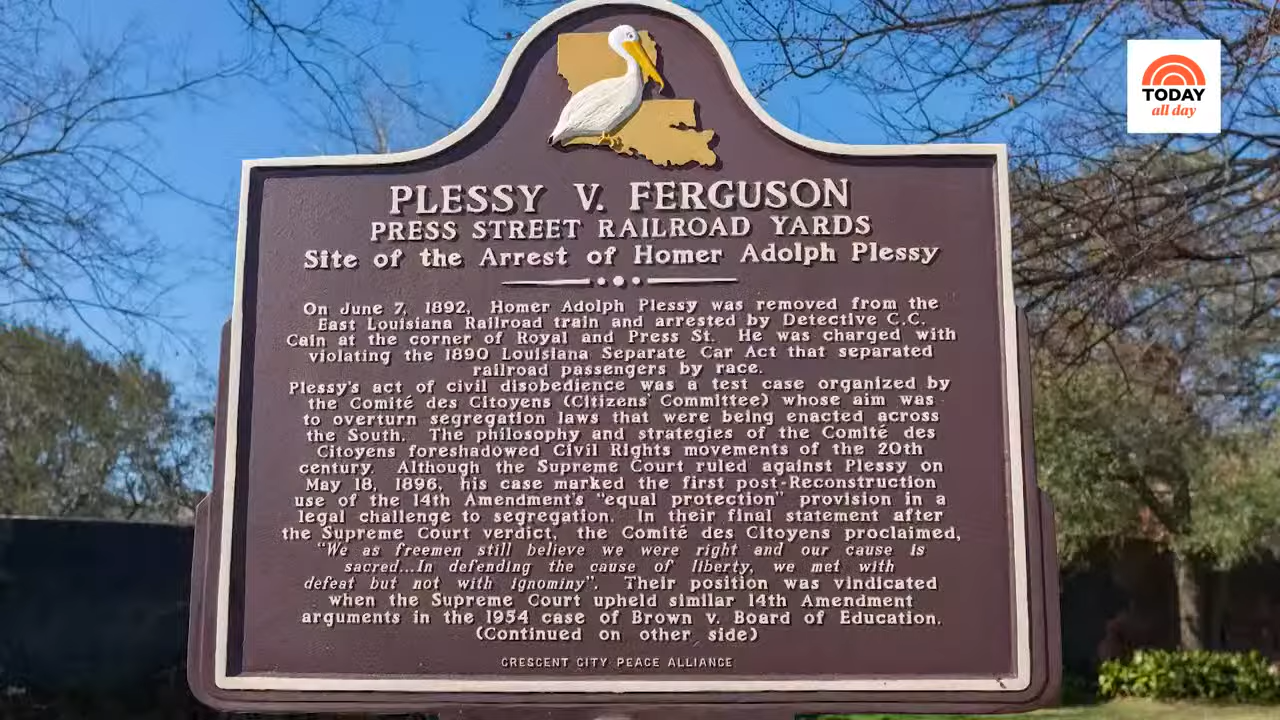 TODAY
all day
PLESSY V. FERGUSON
PRESS STREET RAILROAD YARDS
Site of the Arrest of Homer Adolph Plessy
On June 7, 1892, Homer Adolph Plessy was removed from the
East Louisiana Railroad train and arrested by Detective C.C.
Cain at the corner of Royal and Press St. He was charged with
violating the 1890 Louisiana Separate Car Act that separated
railroad passengers by race.
Plessy's act of civil disobedience was a test case organized by
the Comité des Citoyens (Citizens' Committee) whose aim was
to overturn segregation laws that were being enacted across
the South. The philosophy and strategies of the Comité des
Citoyens foreshadowed Civil Rights movements of the 20th
century. Although the Supreme Court ruled against Plessy on
May 18, 1896, his case marked the first post-Reconstruction
use of the 14th Amendment's "equal protection" provision in a
legal challenge to segregation. In their final statement after
the Supreme Court verdict, the Comité des Citoyens proclaimed,
"We as freemen still believe we were right and our cause is
sacred...In defending the cause of liberty, we met with
defeat but not with ignominy". Their position was vindicated
when the Supreme Court upheld similar 14th Amendment
arguments in the 1954 case of Brown v. Board of Education.
(Continued on other side)
CRESCENT CITY PEACE ALLIANCE